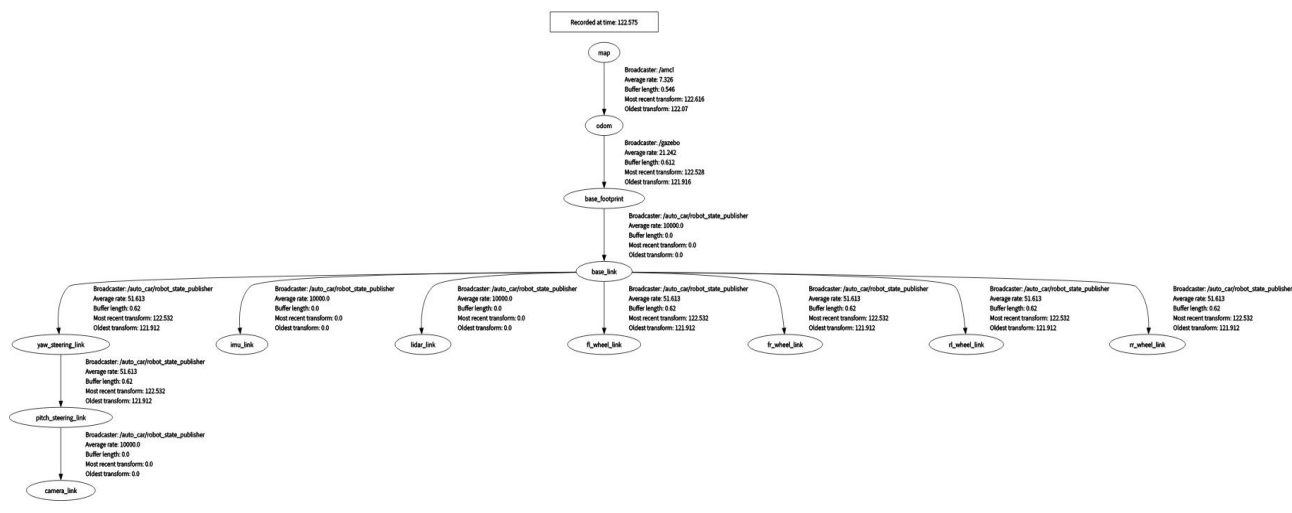 Recorded at time: 122.575
map
Broadcaster: /amcl
Average rate: 7.326
Buffer length: 0.546
Most recent transform: 122.616
Oldest transform: 122.07
odom
Broadcaster: /gazebo
Average rate: 21.242
Buffer length: 0.612
Most recent transform: 122.528
Oldest transform: 121.916
base_footprint
Broadcaster: /auto_car/robot_state_publisher
Average rate: 10000.0
Buffer length: 0.0
Most recent transform: 0.0
Oldest transform: 0.0
base_link
Broadcaster: /auto_car/robot_state_publisher
Average rate: 51.613
Buffer length: 0.62
Most recent transform: 122.532
Oldest transform: 121.912
yaw_steering_link
Broadcaster: /auto_car/robot_state_publisher
Average rate: 10000.0
Buffer length: 0.0
Most recent transform: 0.0
Oldest transform: 0.0
imu_link
Broadcaster: /auto_car/robot_state_publisher
Average rate: 10000.0
Buffer length: 0.0
Most recent transform: 0.0
Oldest transform: 0.0
lidar_link
Broadcaster: /auto_car/robot_state_publisher
Average rate: 51.613
Buffer length: 0.62
Most recent transform: 122.532
Oldest transform: 121.912
fl_wheel_link
Broadcaster: /auto_car/robot_state_publisher
Average rate: 51.613
Buffer length: 0.62
Most recent transform: 122.532
Oldest transform: 121.912
fr_wheel_link
Broadcaster: /auto_car/robot_state_publisher
Average rate: 51.613
Buffer length: 0.62
Most recent transform: 122.532
Oldest transform: 121.912
rl_wheel_link
Broadcaster: /auto_car/robot_state_publisher
Average rate: 51.613
Buffer length: 0.62
Most recent transform: 122.532
Oldest transform: 121.912
rr_wheel_link
Broadcaster: /auto_car/robot_state_publisher
Average rate: 51.613
Buffer length: 0.62
Most recent transform: 122.532
Oldest transform: 121.912
pitch_steering_link
Broadcaster: /auto_car/robot_state_publisher
Average rate: 10000.0
Buffer length: 0.0
Most recent transform: 0.0
Oldest transform: 0.0
camera_link